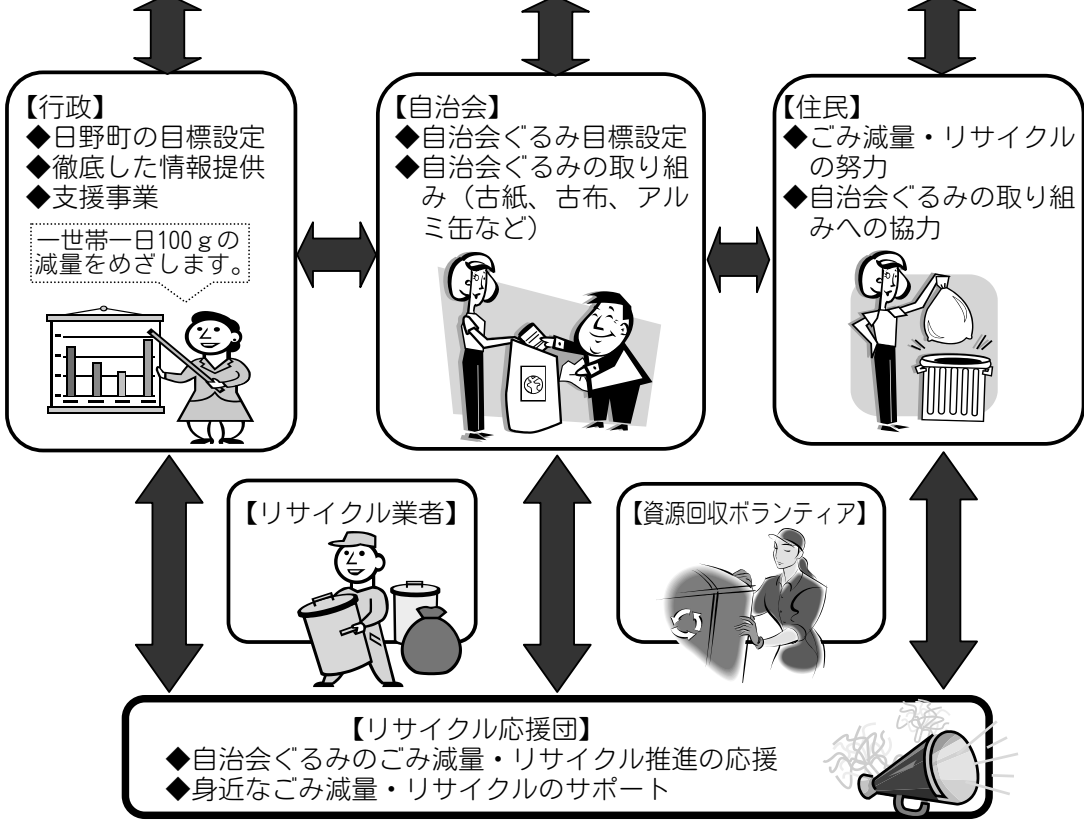 【行政】
◆日野町の目標設定
◆徹底した情報提供
◆支援事業
一世帯一日100ｇの
減量をめざします。
【自治会】
◆自治会ぐるみ目標設定
◆自治会ぐるみの取り組
み（古紙、古布、アル
ミ缶など）
【住民】
◆ごみ減量・リサイクル
の努力
◆自治会ぐるみの取り組
みへの協力
【リサイクル業者】
【資源回収ボランティア】
【リサイクル応援団】
◆自治会ぐるみのごみ減量・リサイクル推進の応援
◆身近なごみ減量・リサイクルのサポート